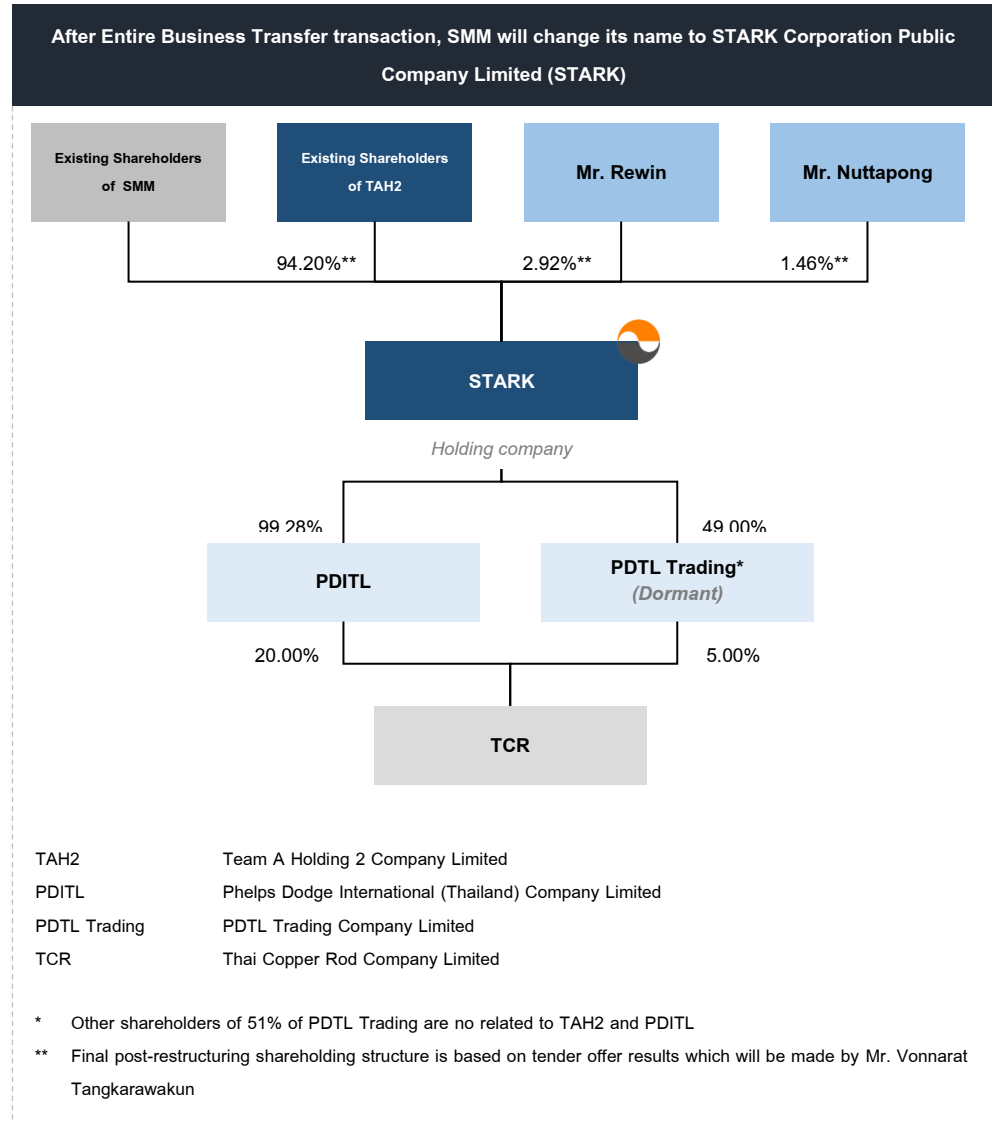 After Entire Business Transfer transaction, SMM will change its name to STARK Corporation Public
Company Limited (STARK)
Existing Shareholders
of SMM
Existing Shareholders
of TAH2
Mr. Rewin
Mr. Nuttapong
94.20%**
2.92%**
1.46%**
STARK
Holding company
99.28%
49.00%
PDITL
PDTL Trading*
(Dormant)
20.00%
5.00%
TCR
TAH2 Team A Holding 2 Company Limited
PDITL Phelps Dodge International (Thailand) Company Limited
PDTL Trading PDTL Trading Company Limited
TCR Thai Copper Rod Company Limited
* Other shareholders of 51% of PDTL Trading are no related to TAH2 and PDITL
** Final post-restructuring shareholding structure is based on tender offer results which will be made by Mr. Vonnarat
Tangkarawakun